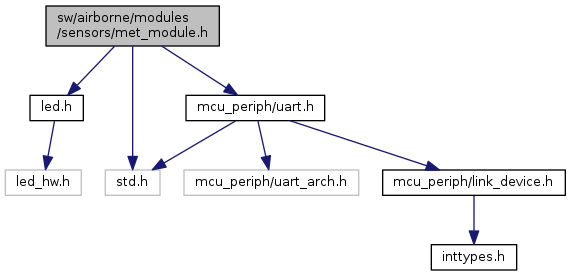 sw/airborne/modules
/sensors/met_module.h
led.h
mcu_periph/uart.h
led_hw.h
std.h
mcu_periph/uart_arch.h
mcu_periph/link_device.h
inttypes.h